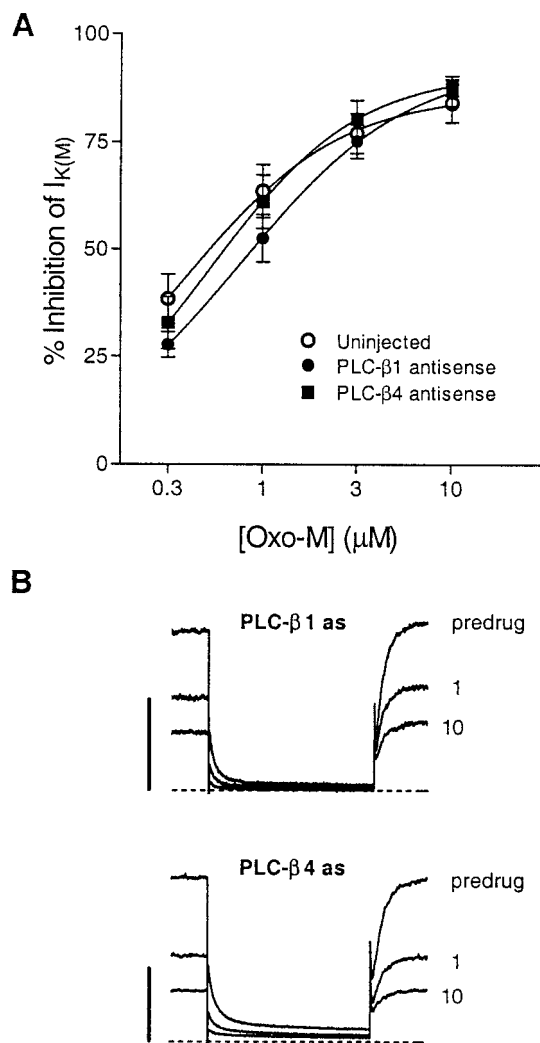 A
% Inhibition of I K(M)
100
75
50
25
0
Uninjected
PLC-β1 antisense
PLC-β4 antisense
0.3 1 3 10
[Oxo-M] (μM)
B
PLC-β1 as
predrug
1
10
PLC-β4 as
predrug
1
10